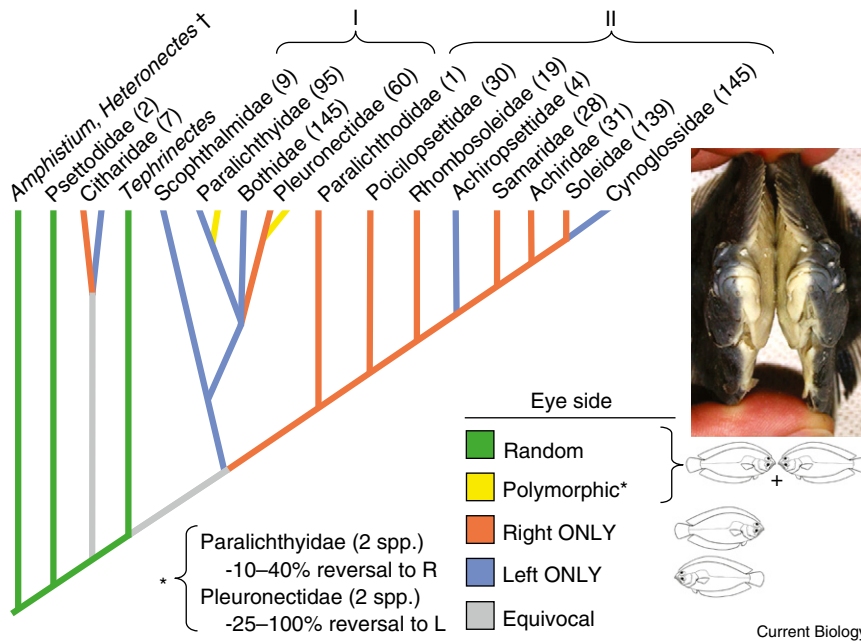 I
II
Amphistium, Heteronectes †
Psettodidae (2)
Citharidae (7)
Tephrinectes
Scophthalmidae (9)
Paralichthyidae (95)
Bothidae (145)
Pleuronectidae (60)
Paralichthodidae (1)
Poicilopsettidae (30)
Rhombosoleidae (19)
Achiropsettidae (4)
Samaridae (28)
Achiridae (31)
Soleidae (139)
Cynoglossidae (145)
Eye side
Random
Polymorphic*
Right ONLY
Left ONLY
Equivocal
+
*
Paralichthyidae (2 spp.)
-10–40% reversal to R
Pleuronectidae (2 spp.)
-25–100% reversal to L
Current Biology